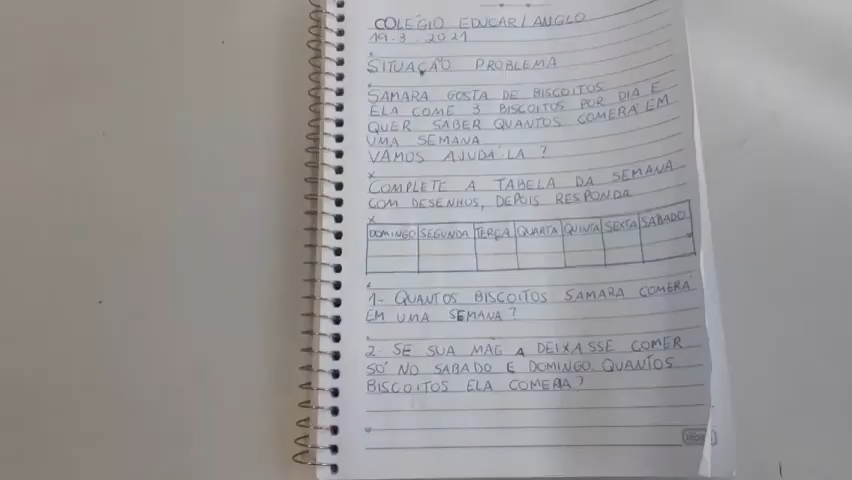 COLÉGIO EDUCAR/ANGLO
19.3.2021
x
SITUAÇÃO PROBLEMA
x
SAMARA GOSTA DE BISCOITOS
ELA COME 3 BISCOITOS POR DIA E
QUER SABER QUANTOS COMERÁ EM
UMA SEMANA
VAMOS AJUDÁ-LA ?
x
COMPLETE A TABELA DA SEMANA
COM DESENHOS, DEPOIS RESPONDA
x
DOMINGO SEGUNDA TERÇA QUARTA QUINTA SEXTA SABADO
x
1- QUANTOS BISCOITOS SAMARA COMERÁ
EM UMA SEMANA ?
x
2- SE SUA MÃE A DEIXASSE COMER
SÓ NO SABADO E DOMINGO. QUANTOS
BISCOITOS ELA COMERIA ?